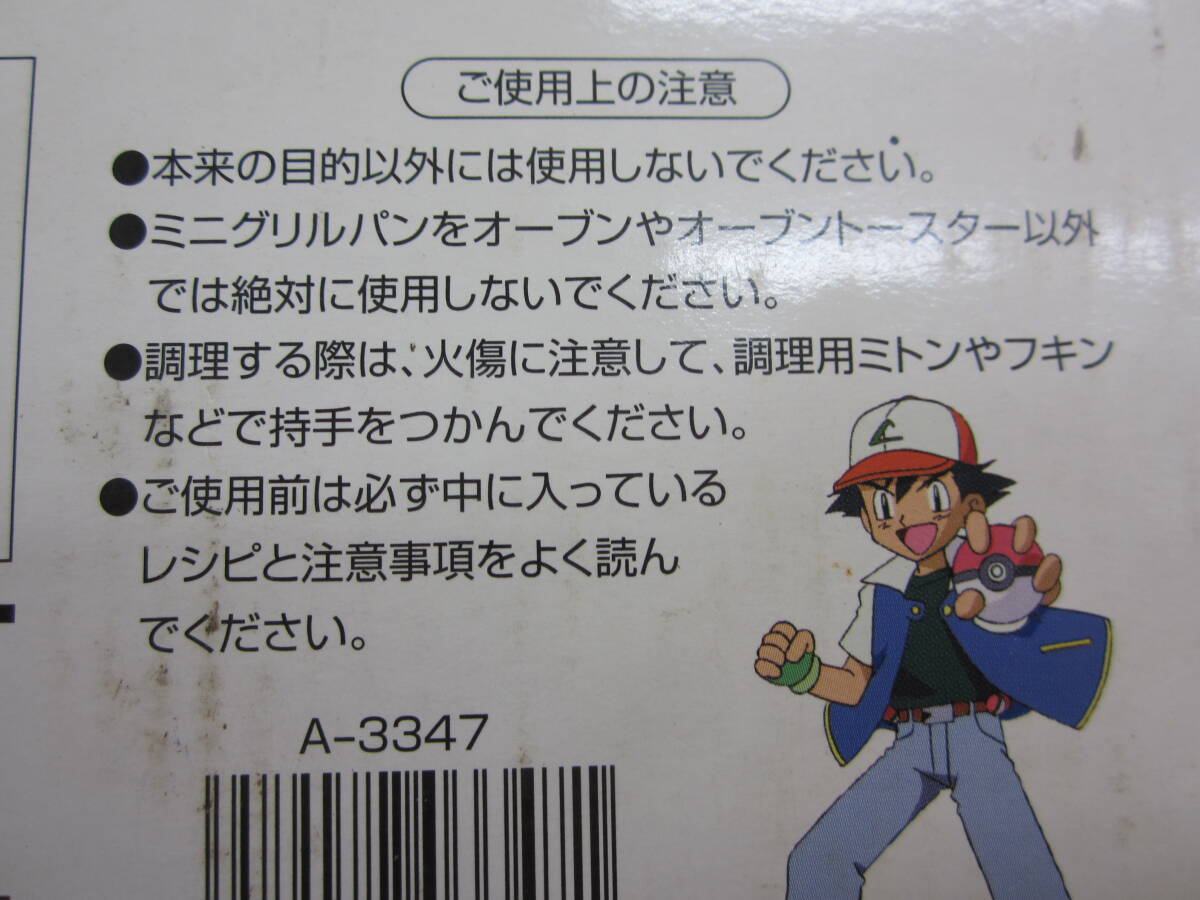 ご使用上の注意
●本来の目的以外には使用しないでください。
●ミニグリルパンをオーブンやオーブントースター以外
では絶対に使用しないでください。
●調理する際は、火傷に注意して、調理用ミトンやフキン
などで持手をつかんでください。
●ご使用前は必ず中に入っている
レシピと注意事項をよく読ん
でください。
A-3347